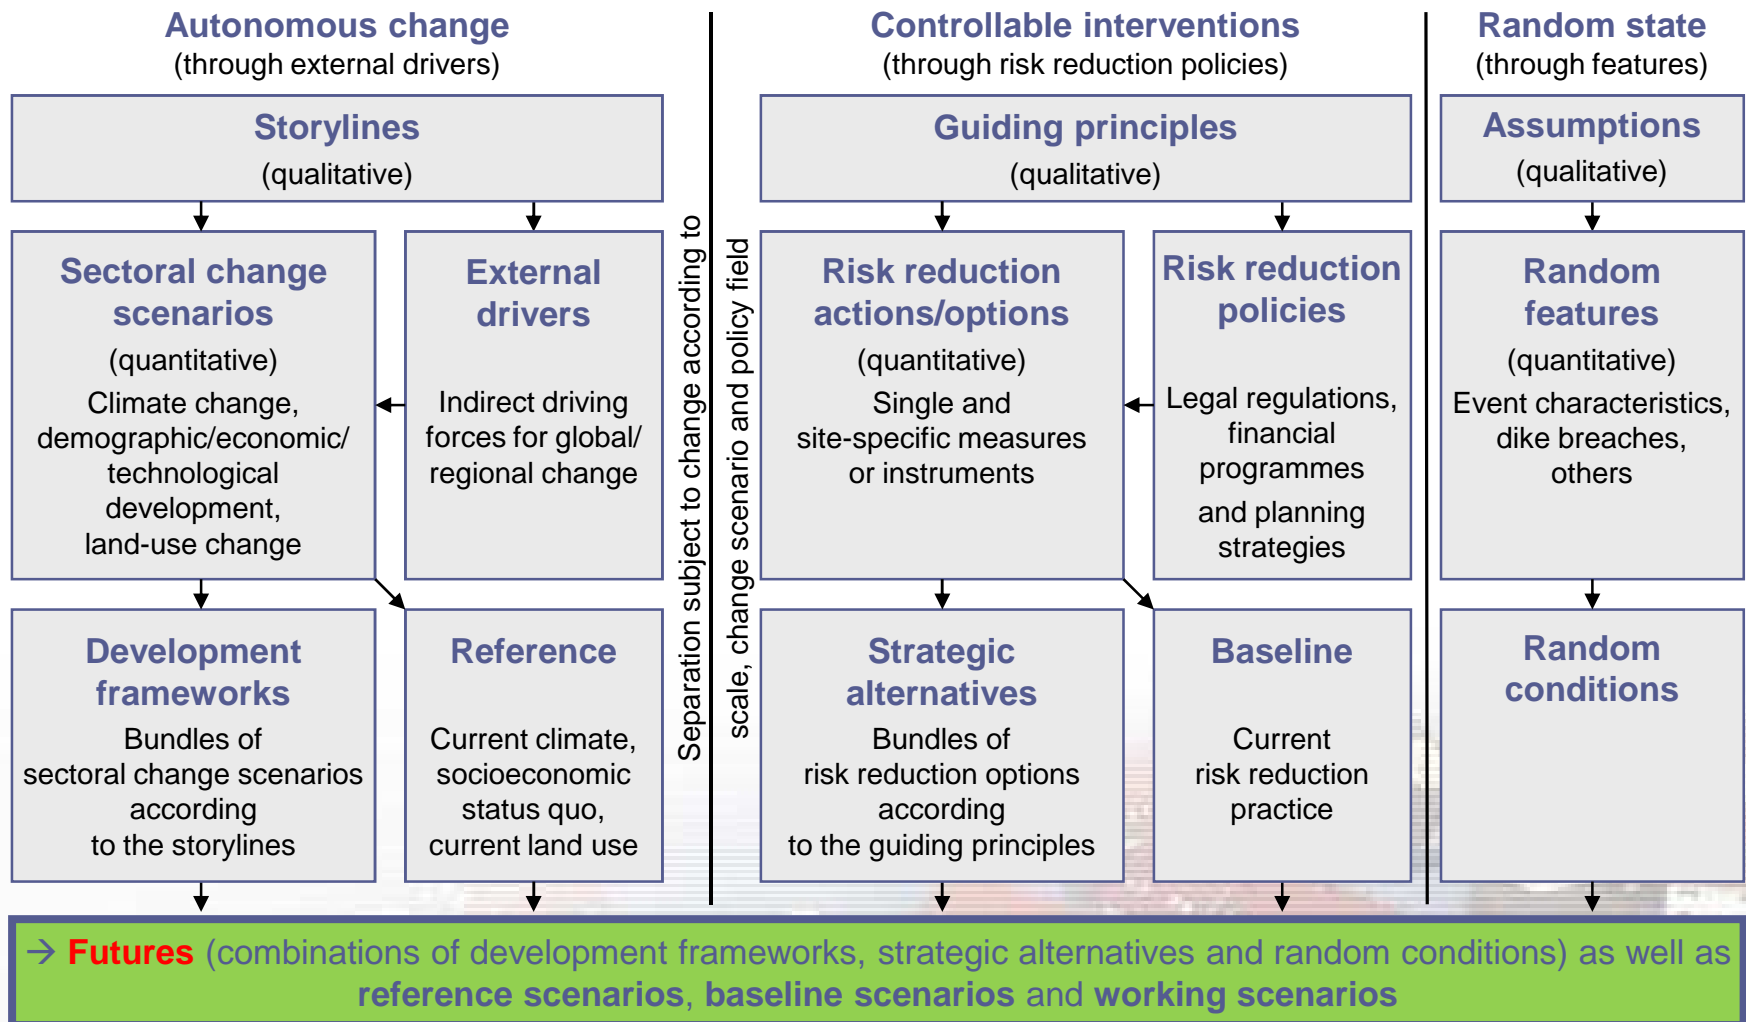 Autonomous change
(through external drivers)
Controllable interventions
(through risk reduction policies)
Random state
(through features)
Storylines
(qualitative)
Guiding principles
(qualitative)
Assumptions
(qualitative)
Sectoral change
scenarios
(quantitative)
Climate change,
demographic/economic/
technological
development,
land-use change
External
drivers
Indirect driving
forces for global/
regional change
Separation subject to change according to
scale, change scenario and policy field
Risk reduction
actions/options
(quantitative)
Single and
site-specific measures
or instruments
Risk reduction
policies
Legal regulations,
financial
programmes
and planning
strategies
Random
features
(quantitative)
Event characteristics,
dike breaches,
others
Development
frameworks
Bundles of
sectoral change scenarios
according
to the storylines
Reference
Current climate,
socioeconomic
status quo,
current land use
Strategic
alternatives
Bundles of
risk reduction options
according
to the guiding principles
Baseline
Current
risk reduction
practice
Random
conditions
→ Futures (combinations of development frameworks, strategic alternatives and random conditions) as well as
reference scenarios, baseline scenarios and working scenarios